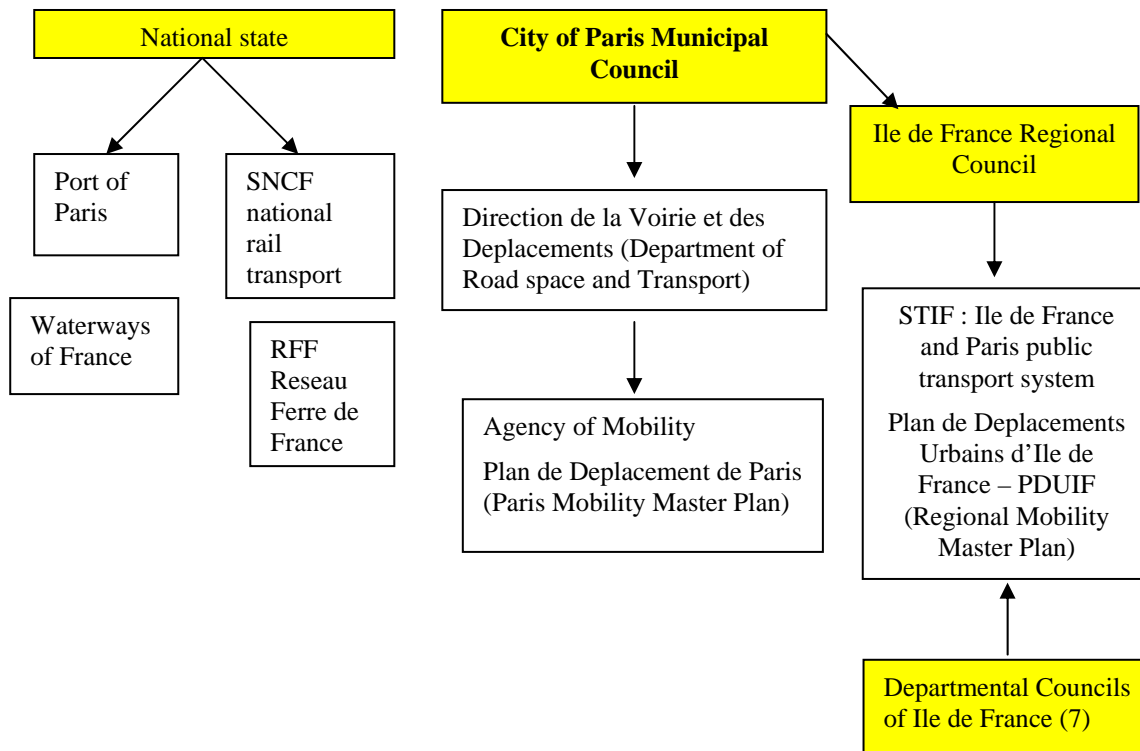 National state
Port of
Paris
SNCF
national
rail
transport
Waterways
of France
RFF
Reseau
Ferre de
France
City of Paris Municipal
Council
Direction de la Voirie et des
Deplacements (Department of
Road space and Transport)
Agency of Mobility
Plan de Deplacement de Paris
(Paris Mobility Master Plan)
Ile de France Regional
Council
STIF : Ile de France
and Paris public
transport system
Plan de Deplacements
Urbains d’Ile de
France – PDUIF
(Regional Mobility
Master Plan)
Departmental Councils
of Ile de France (7)